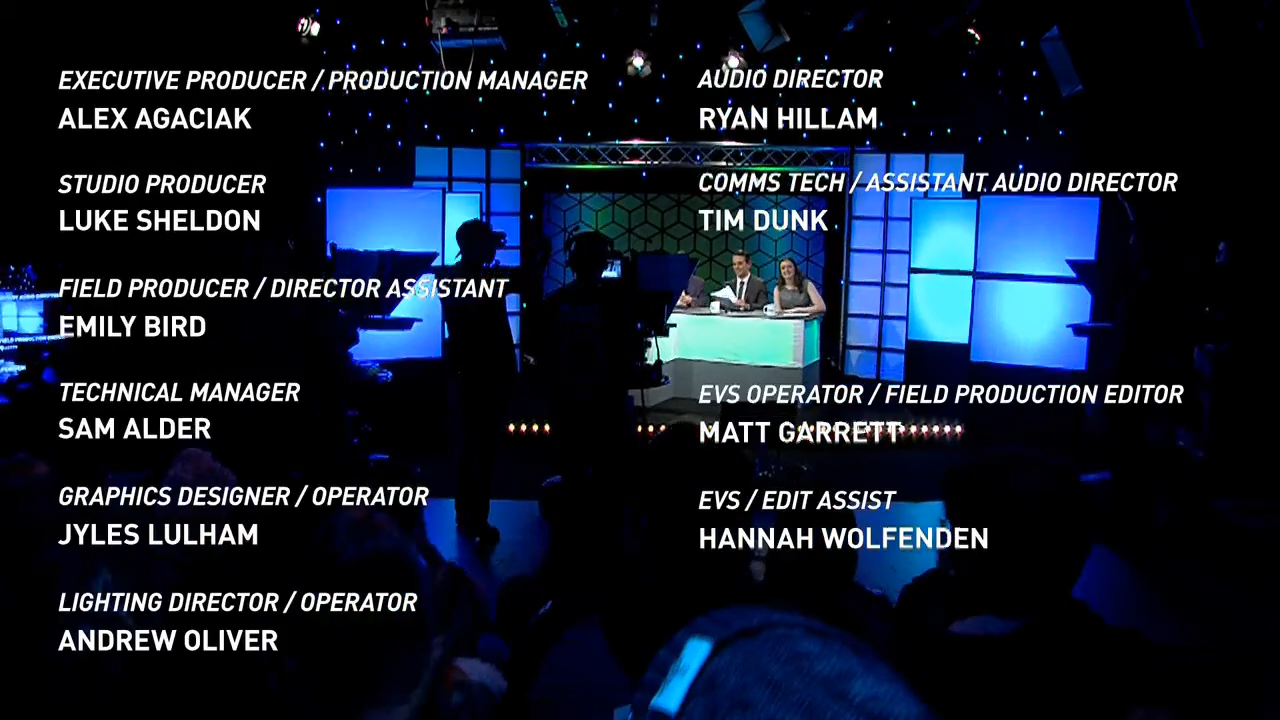 EXECUTIVE PRODUCER / PRODUCTION MANAGER
ALEX AGACIAK
STUDIO PRODUCER
LUKE SHELDON
FIELD PRODUCER / DIRECTOR ASSISTANT
EMILY BIRD
TECHNICAL MANAGER
SAM ALDER
GRAPHICS DESIGNER / OPERATOR
JYLES LULHAM
LIGHTING DIRECTOR / OPERATOR
ANDREW OLIVER
AUDIO DIRECTOR
RYAN HILLAM
COMMS TECH / ASSISTANT AUDIO DIRECTOR
TIM DUNK
EVS OPERATOR / FIELD PRODUCTION EDITOR
MATT GARRETT
EVS / EDIT ASSIST
HANNAH WOLFENDEN